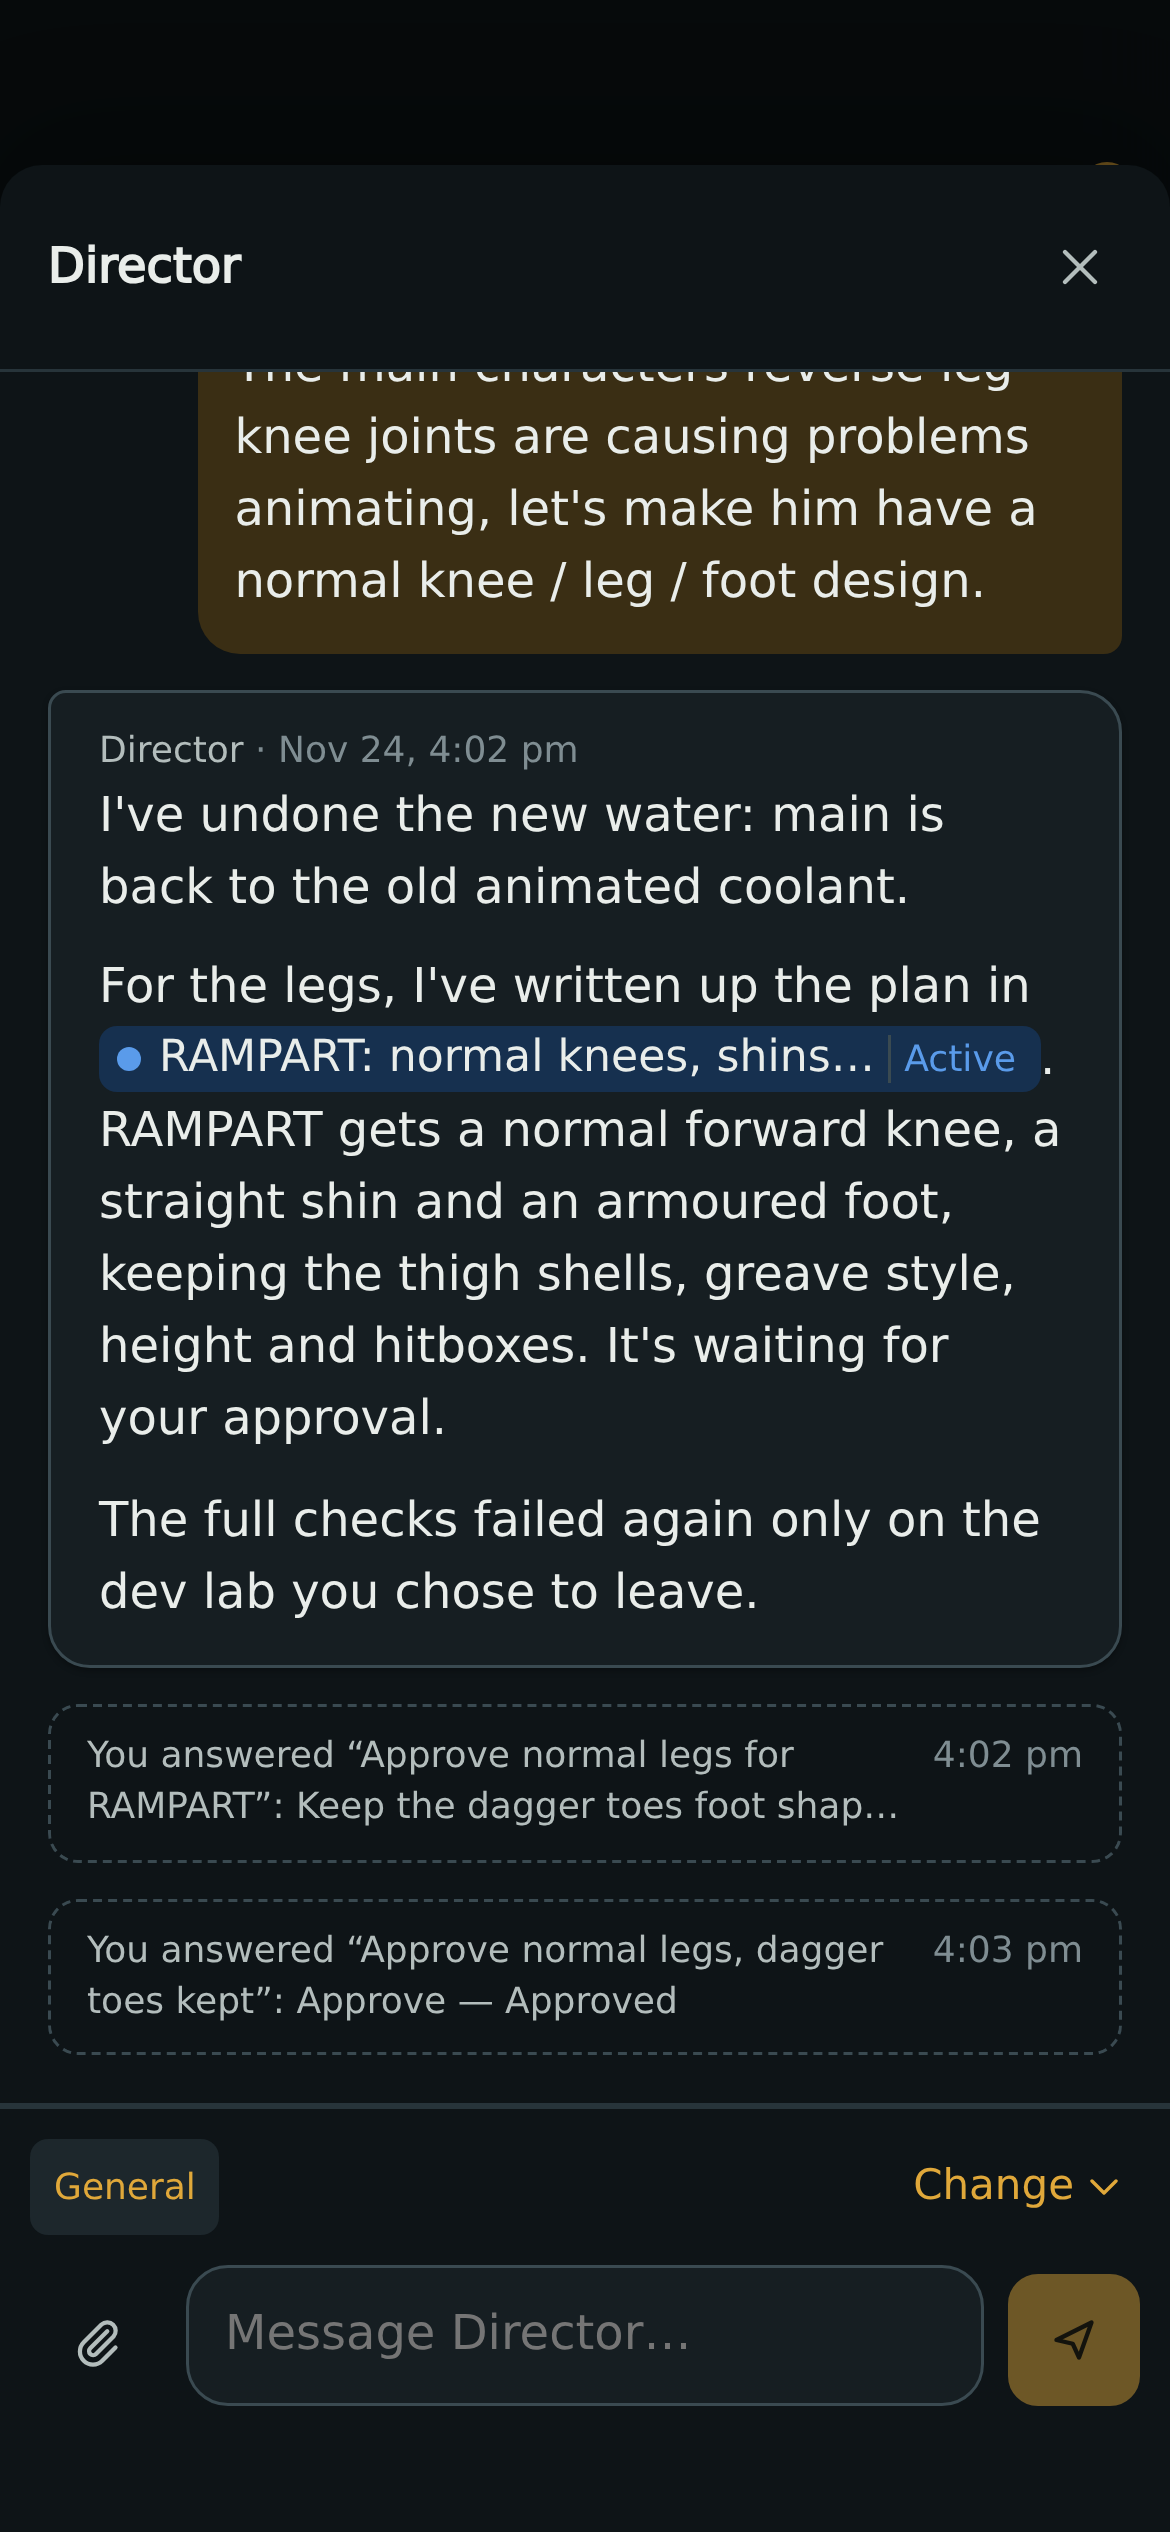 Director
The main characters reverse leg
knee joints are causing problems
animating, let's make him have a
normal knee / leg / foot design.
Director · Nov 24, 4:02 pm
I've undone the new water: main is
back to the old animated coolant.
For the legs, I've written up the plan in
RAMPART: normal knees, shins… Active .
RAMPART gets a normal forward knee, a
straight shin and an armoured foot,
keeping the thigh shells, greave style,
height and hitboxes. It's waiting for
your approval.
The full checks failed again only on the
dev lab you chose to leave.
You answered “Approve normal legs for 4:02 pm
RAMPART”: Keep the dagger toes foot shap…
You answered “Approve normal legs, dagger 4:03 pm
toes kept”: Approve — Approved
General Change
Message Director…